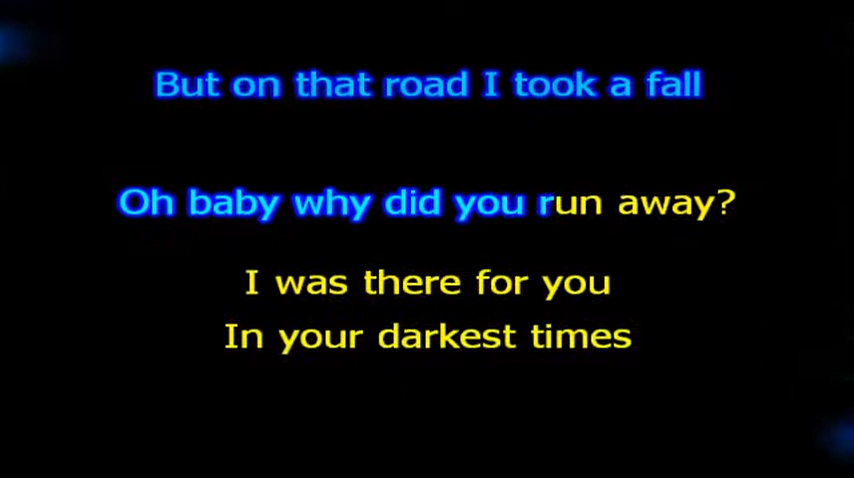 But on that road I took a fall
Oh baby why did you run away?
I was there for you
In your darkest times